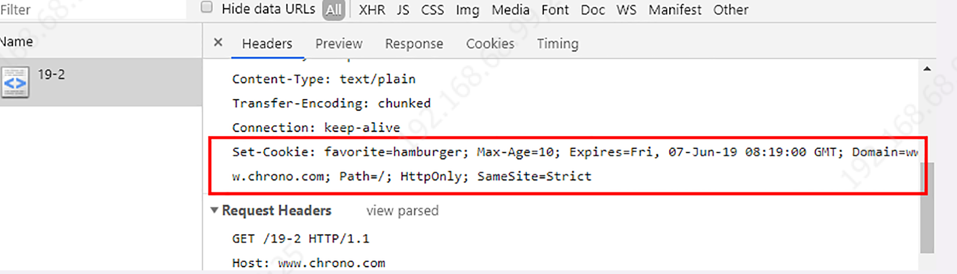 Filter
Hide data URLs All XHR JS CSS Img Media Font Doc WS Manifest Other
Name
× Headers Preview Response Cookies Timing
19-2
Content-Type: text/plain
Transfer-Encoding: chunked
Connection: keep-alive
Set-Cookie: favorite=hamburger; Max-Age=10; Expires=Fri, 07-Jun-19 08:19:00 GMT; Domain=ww
w.chrono.com; Path=/; HttpOnly; SameSite=Strict
Request Headers view parsed
GET /19-2 HTTP/1.1
Host: www.chrono.com